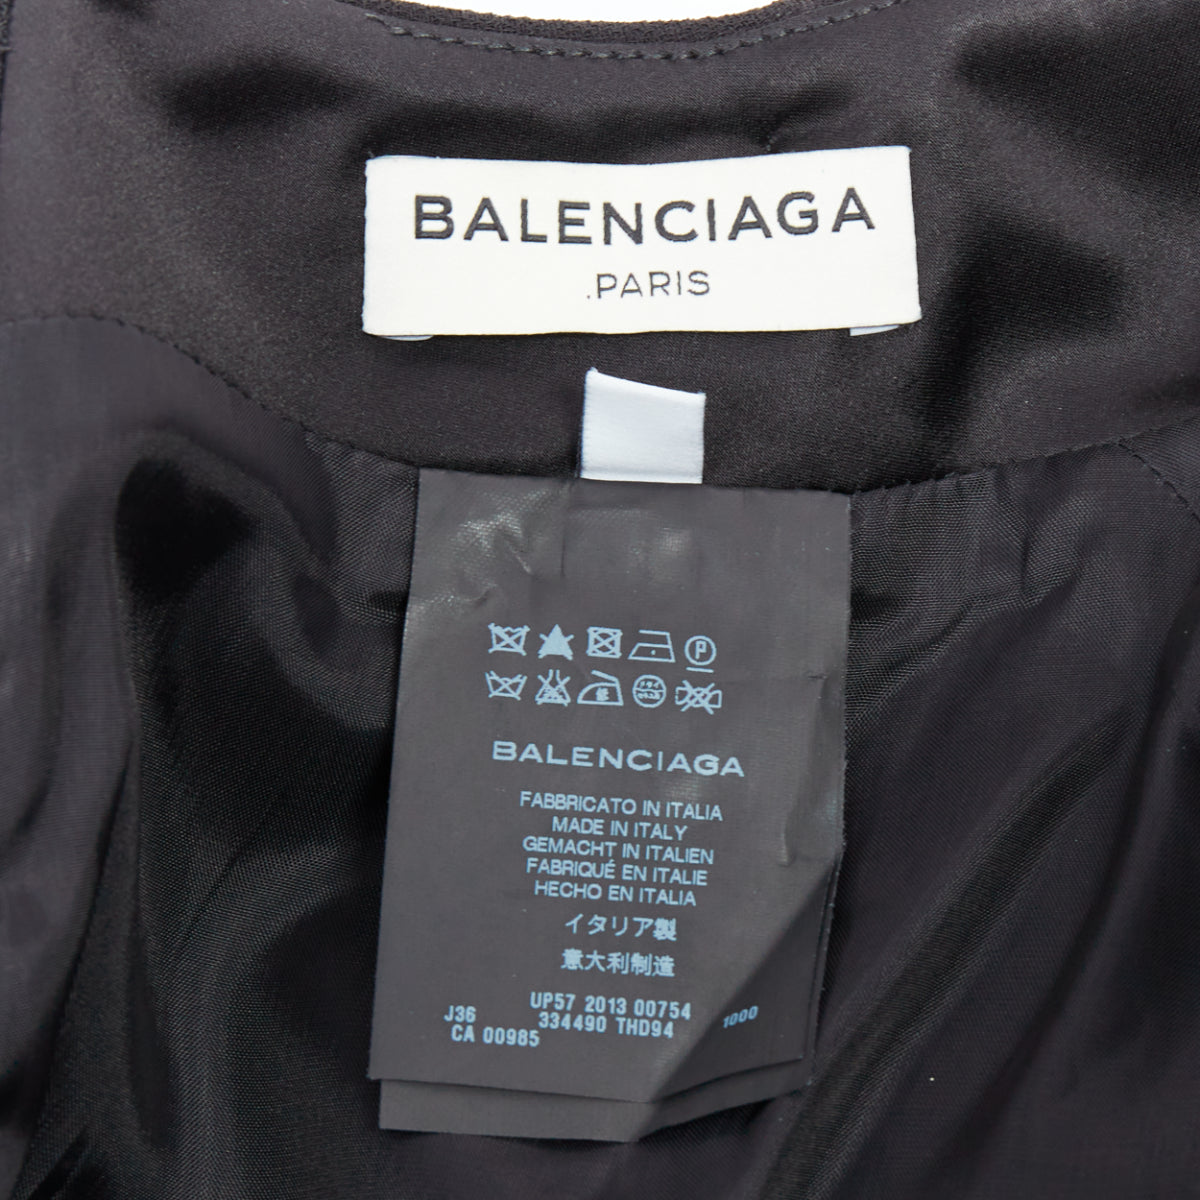 BALENCIAGA
.PARIS
P
BALENCIAGA
FABBRICATO IN ITALIA
MADE IN ITALY
GEMACHT IN ITALIEN
FABRIQUÉ EN ITALIE
HECHO EN ITALIA
イタリア製
意大利制造
UP57 2013 00754
J36 334490 THD94 1000
CA 00985